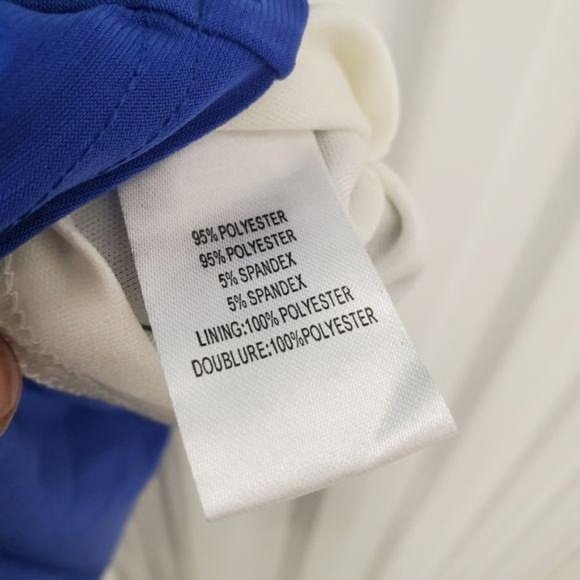 95% POLYESTER
95% POLYESTER
5% SPANDEX
5% SPANDEX
LINING:100% POLYESTER
DOUBLURE:100%POLYESTER